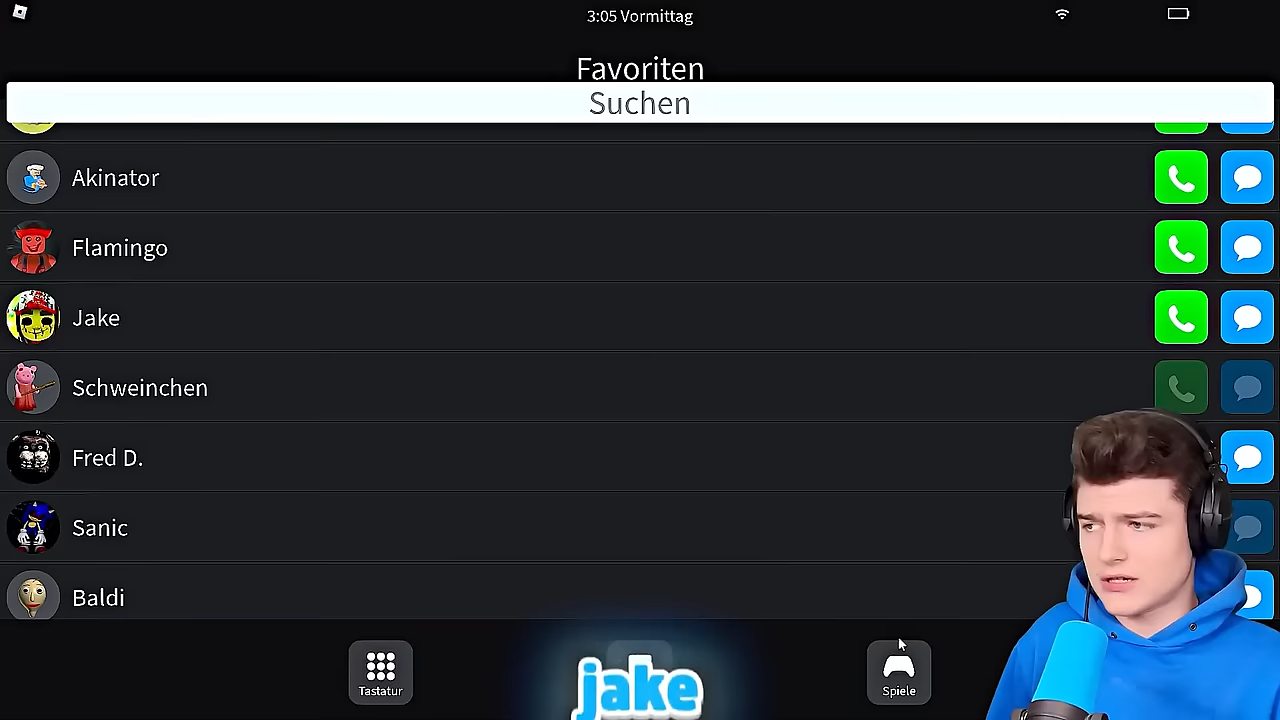 3:05 Vormittag
Favoriten
Suchen
Akinator
Flamingo
Jake
Schweinchen
Fred D.
Sanic
Baldi
Tastatur
jake
Spiele